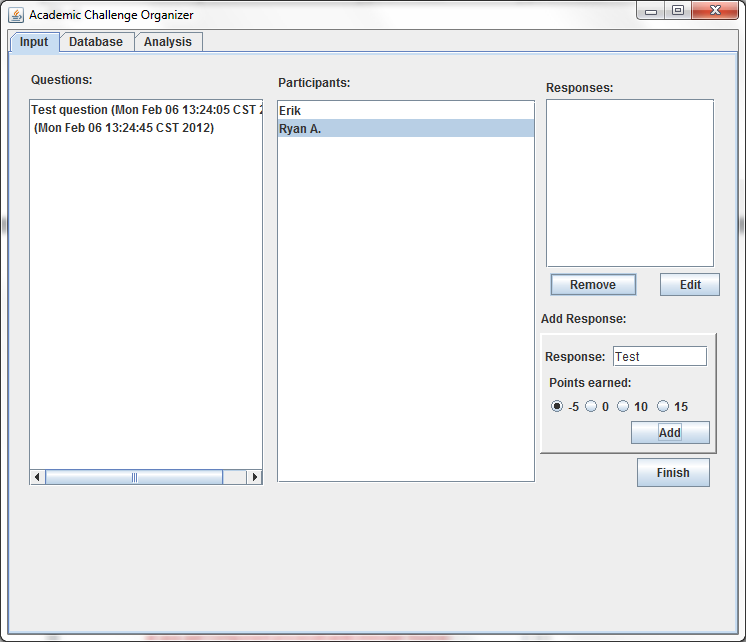 Academic Challenge Organizer
Input Database Analysis
Questions:
Test question (Mon Feb 06 13:24:05 CST 2
(Mon Feb 06 13:24:45 CST 2012)
Participants:
Erik
Ryan A.
Responses:
Remove Edit
Add Response:
Response: Test
Points earned:
-5 0 10 15
Add
Finish